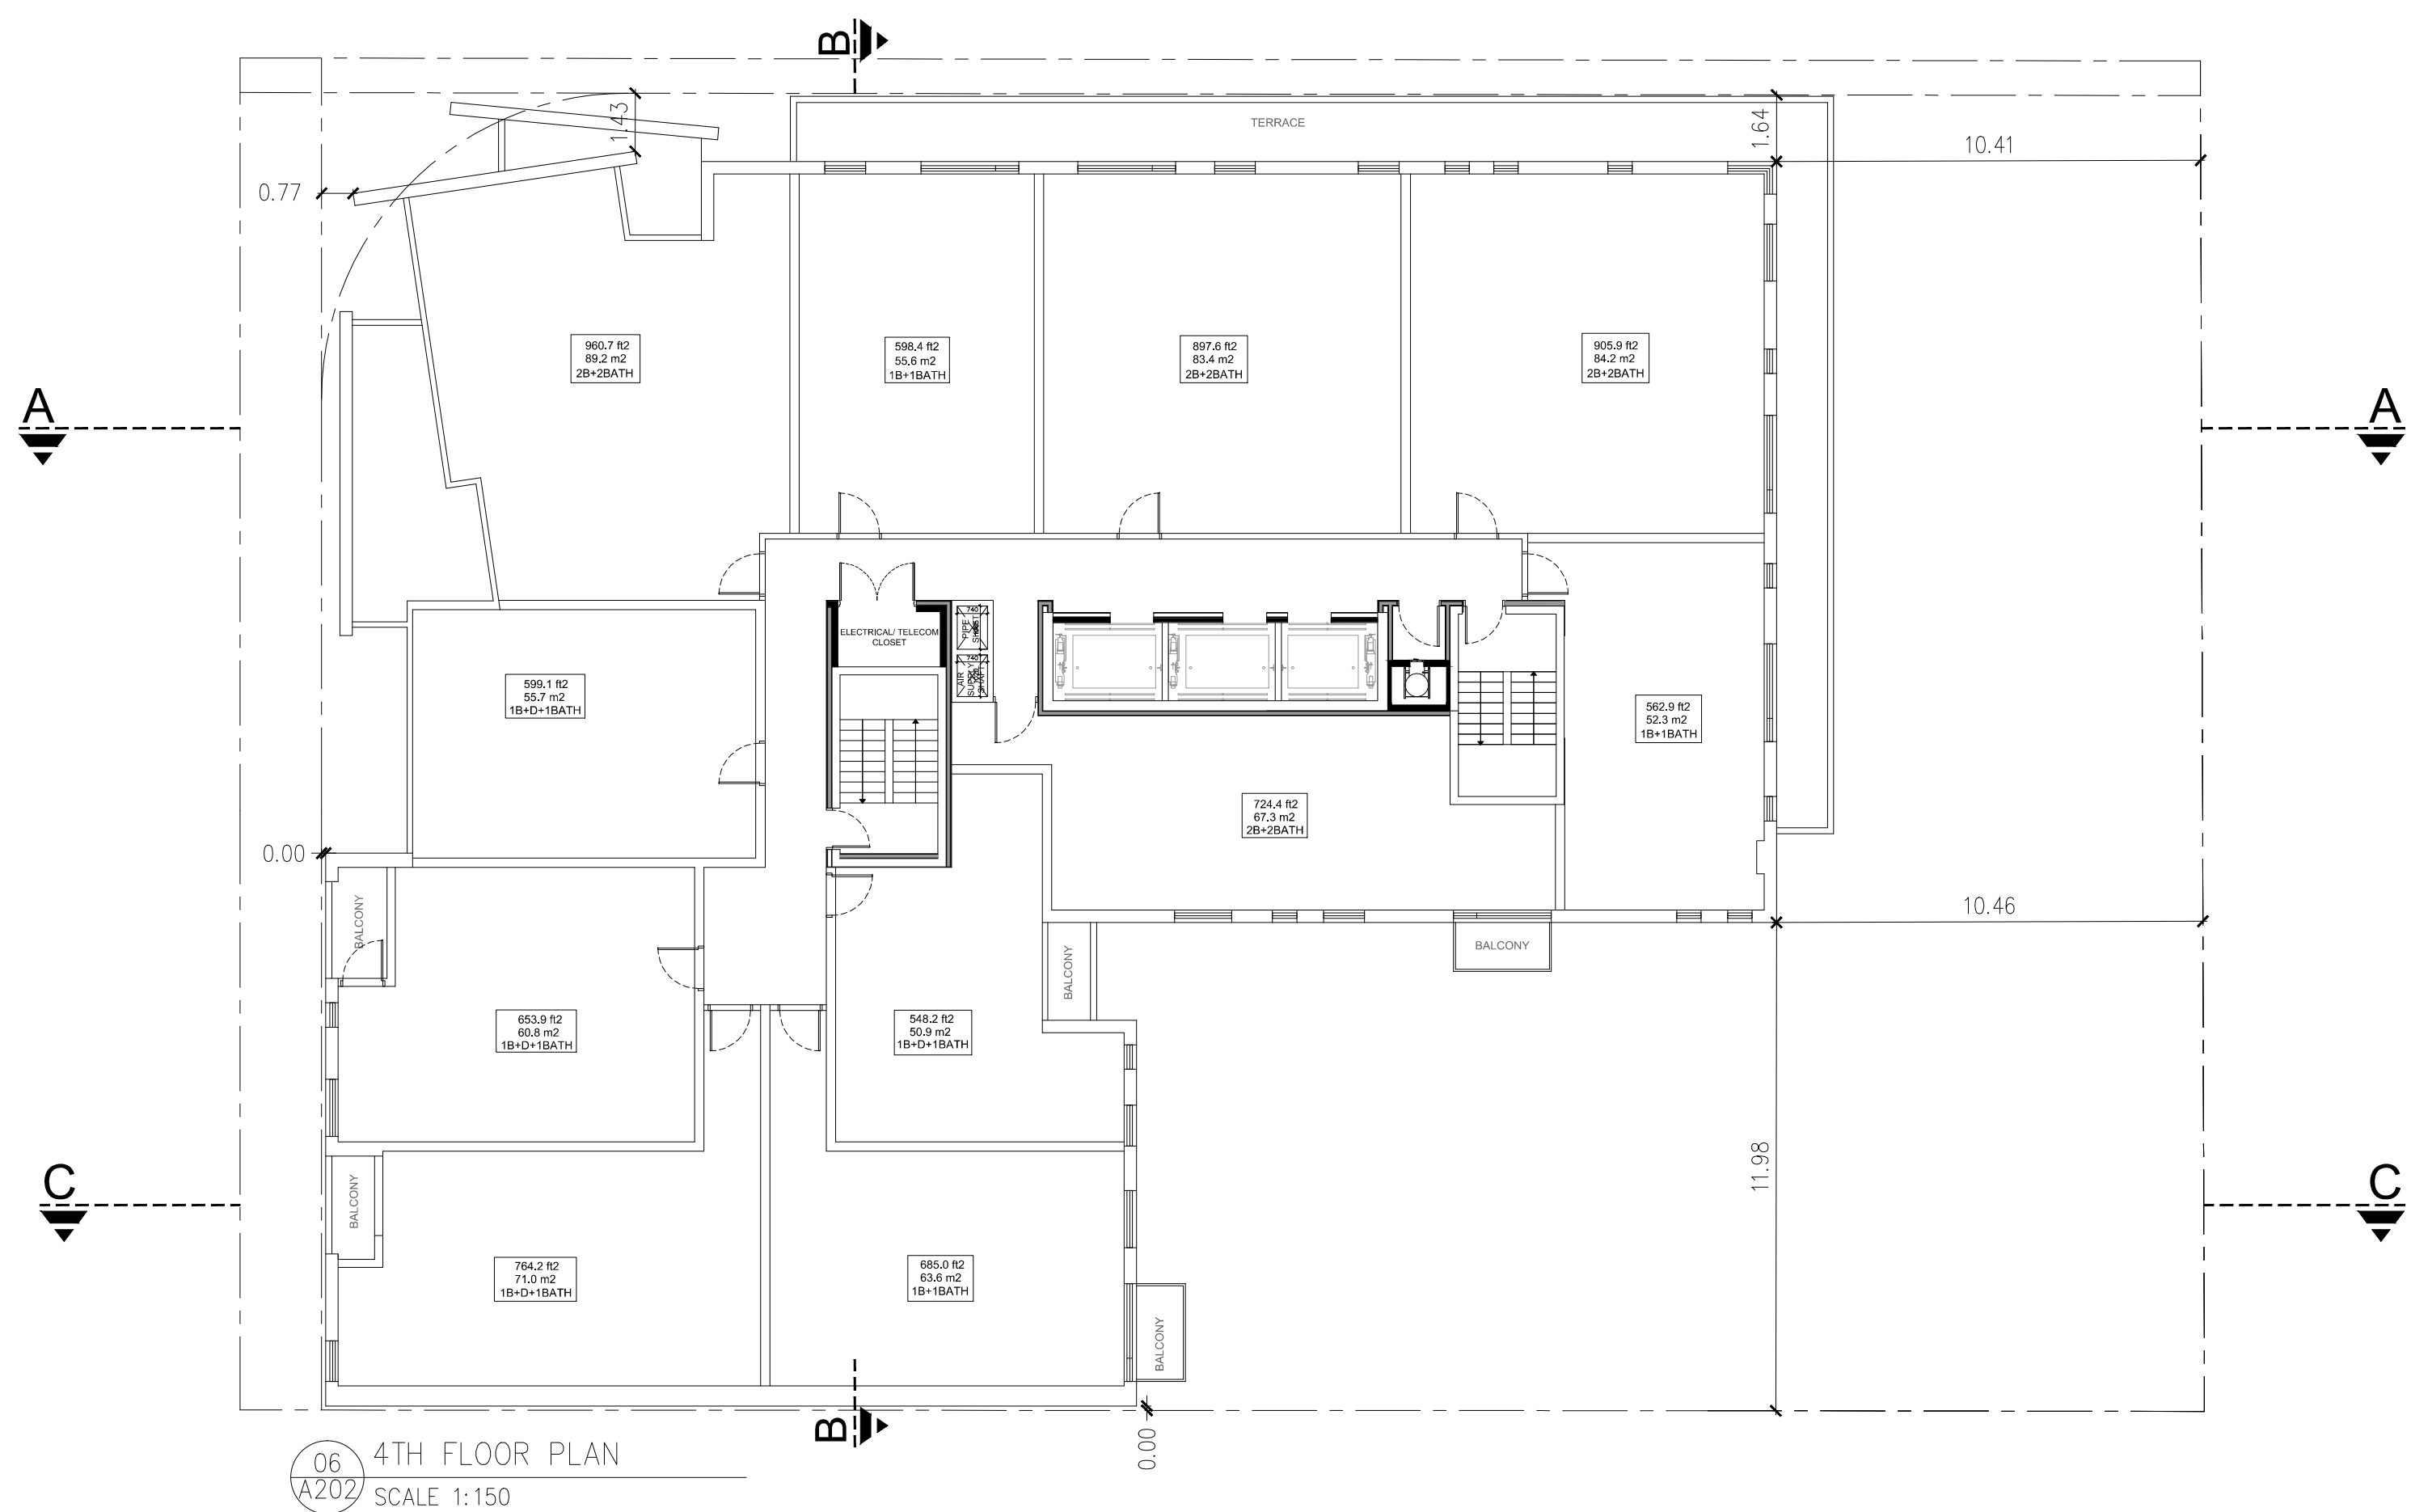 B
1.43
TERRACE
1.64
10.41
0.77
960.7 ft2
89.2 m2
2B+2BATH
598.4 ft2
55.6 m2
1B+1BATH
897.6 ft2
83.4 m2
2B+2BATH
905.9 ft2
84.2 m2
2B+2BATH
A
A
ELECTRICAL/ TELECOM
CLOSET
740
PIPE
740
AIR
SUPPLY
SHAFT
599.1 ft2
55.7 m2
1B+D+1BATH
562.9 ft2
52.3 m2
1B+1BATH
724.4 ft2
67.3 m2
2B+2BATH
0.00
BALCONY
10.46
BALCONY
BALCONY
653.9 ft2
60.8 m2
1B+D+1BATH
548.2 ft2
50.9 m2
1B+D+1BATH
11.98
C
C
BALCONY
764.2 ft2
71.0 m2
1B+D+1BATH
685.0 ft2
63.6 m2
1B+1BATH
BALCONY
B
0.00
06
A202
4TH FLOOR PLAN
SCALE 1:150